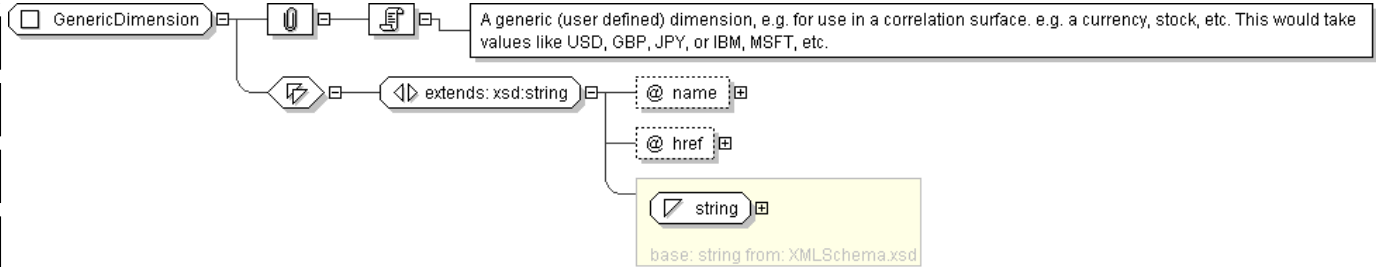 GenericDimension
A generic (user defined) dimension, e.g. for use in a correlation surface. e.g. a currency, stock, etc. This would take
values like USD, GBP, JPY, or IBM, MSFT, etc.
extends: xsd:string
@ name
@ href
string
base: string from: XMLSchema.xsd